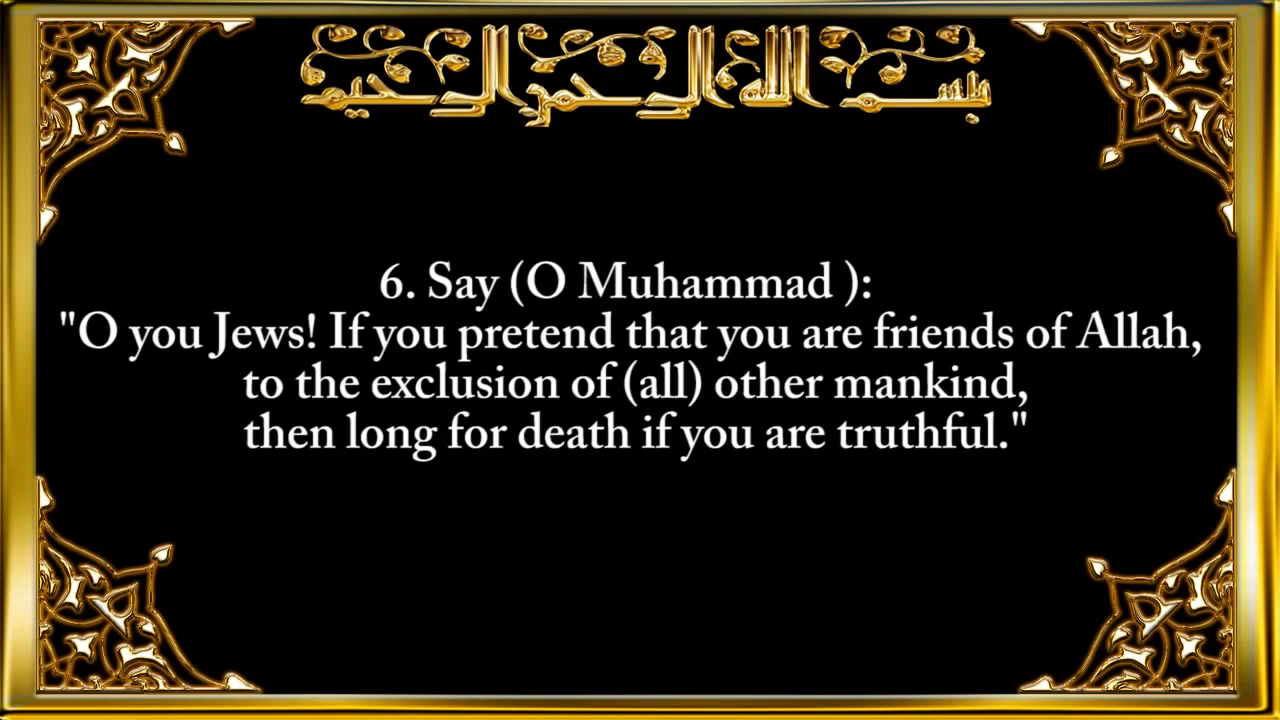 بسم الله الرحمن الرحيم
6. Say (O Muhammad ):
"O you Jews! If you pretend that you are friends of Allah,
to the exclusion of (all) other mankind,
then long for death if you are truthful."